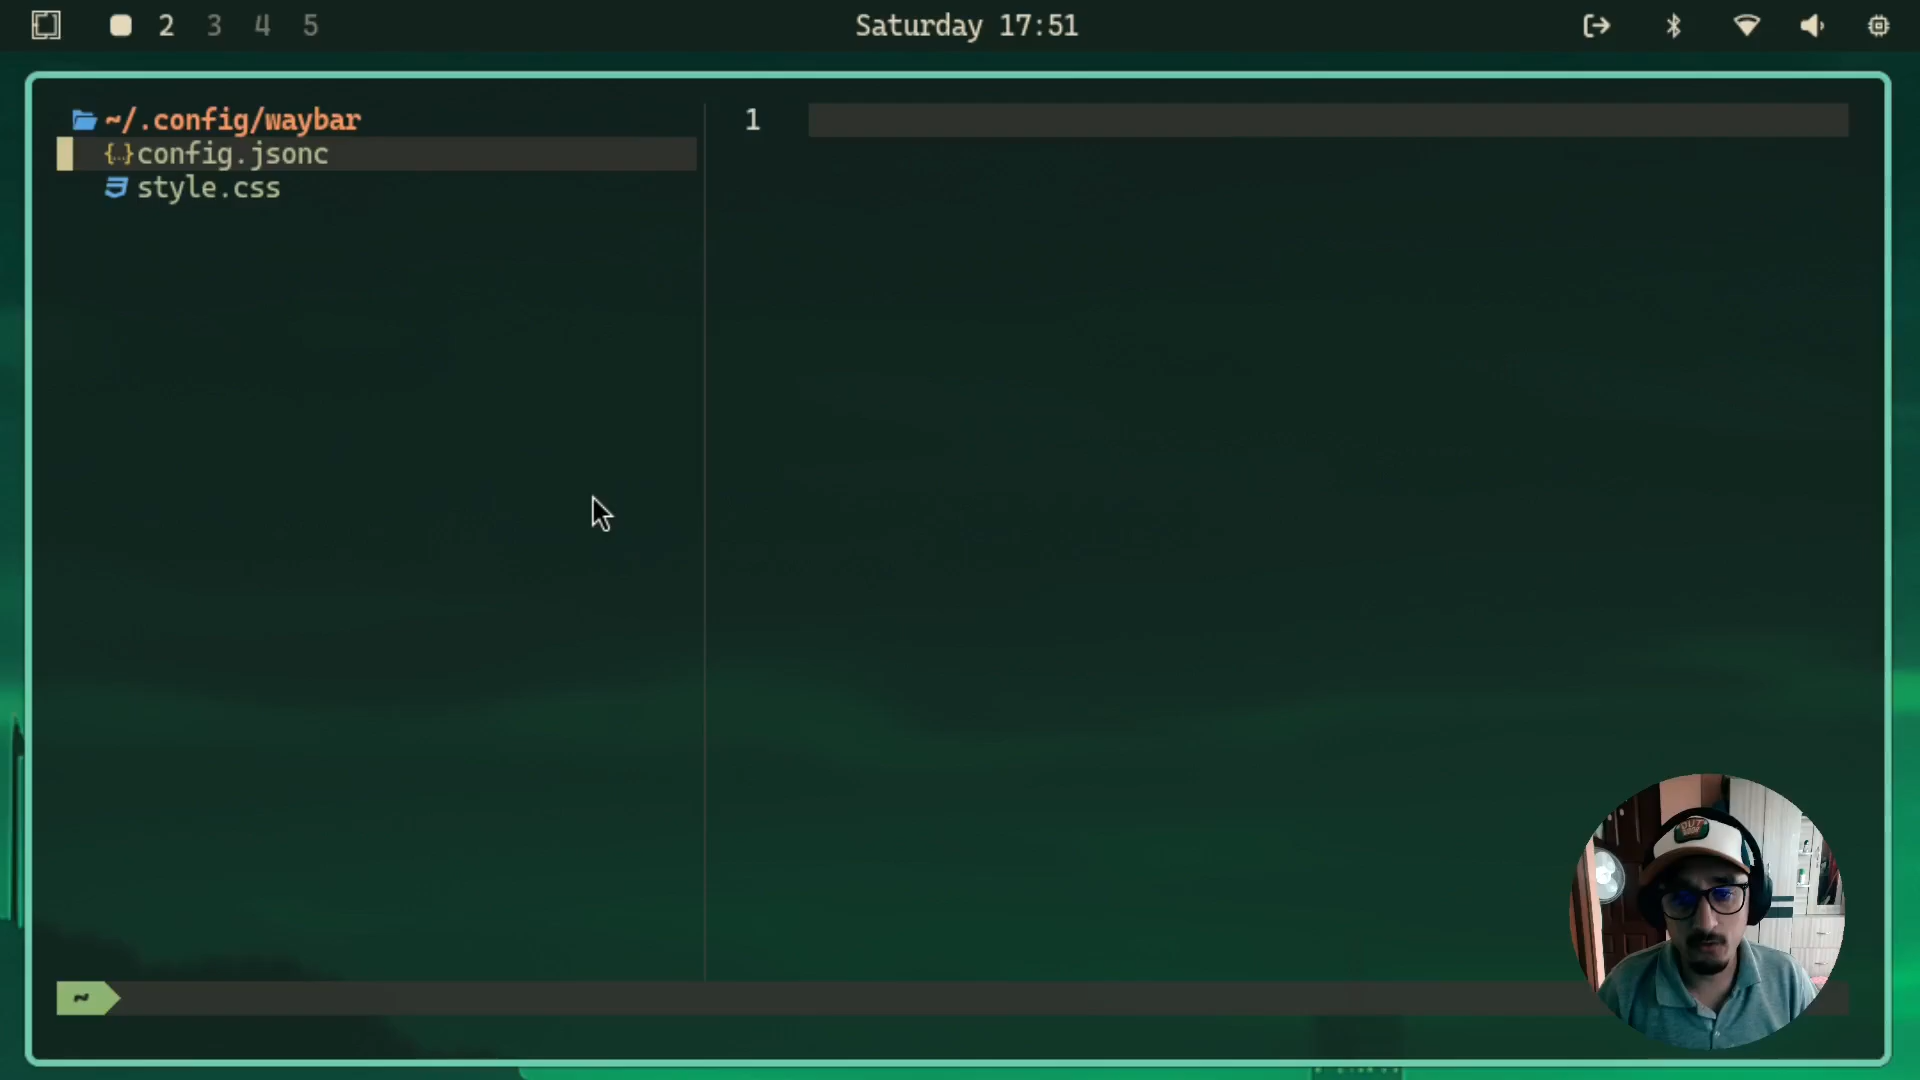 2 3 4 5 Saturday 17:51
~/.config/waybar
config.jsonc
style.css
1
~